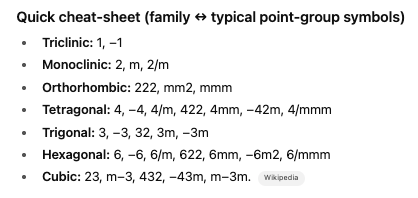 Quick cheat-sheet (family ↔ typical point-group symbols)
• Triclinic: 1, −1
• Monoclinic: 2, m, 2/m
• Orthorhombic: 222, mm2, mmm
• Tetragonal: 4, −4, 4/m, 422, 4mm, −42m, 4/mmm
• Trigonal: 3, −3, 32, 3m, −3m
• Hexagonal: 6, −6, 6/m, 622, 6mm, −6m2, 6/mmm
• Cubic: 23, m−3, 432, −43m, m−3m. Wikipedia